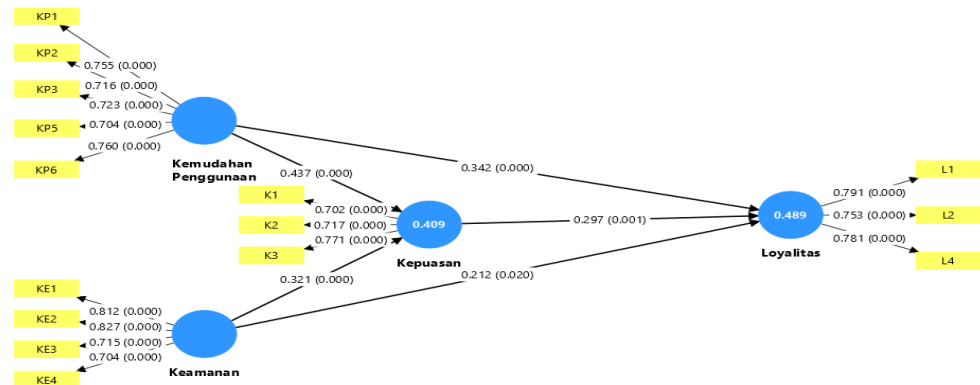 KP1
KP2
KP3
KP5
KP6
0.755 (0.000)
0.716 (0.000)
0.723 (0.000)
0.704 (0.000)
0.760 (0.000)
Kemudahan
Penggunaan
0.437 (0.000)
0.342 (0.000)
K1
K2
K3
0.702 (0.000)
0.717 (0.000)
0.771 (0.000)
0.409
Kepuasan
0.297 (0.001)
0.321 (0.000)
0.212 (0.020)
0.489
Loyalitas
0.791 (0.000)
0.753 (0.000)
0.781 (0.000)
L1
L2
L4
KE1
KE2
KE3
KE4
0.812 (0.000)
0.827 (0.000)
0.715 (0.000)
0.704 (0.000)
Keamanan